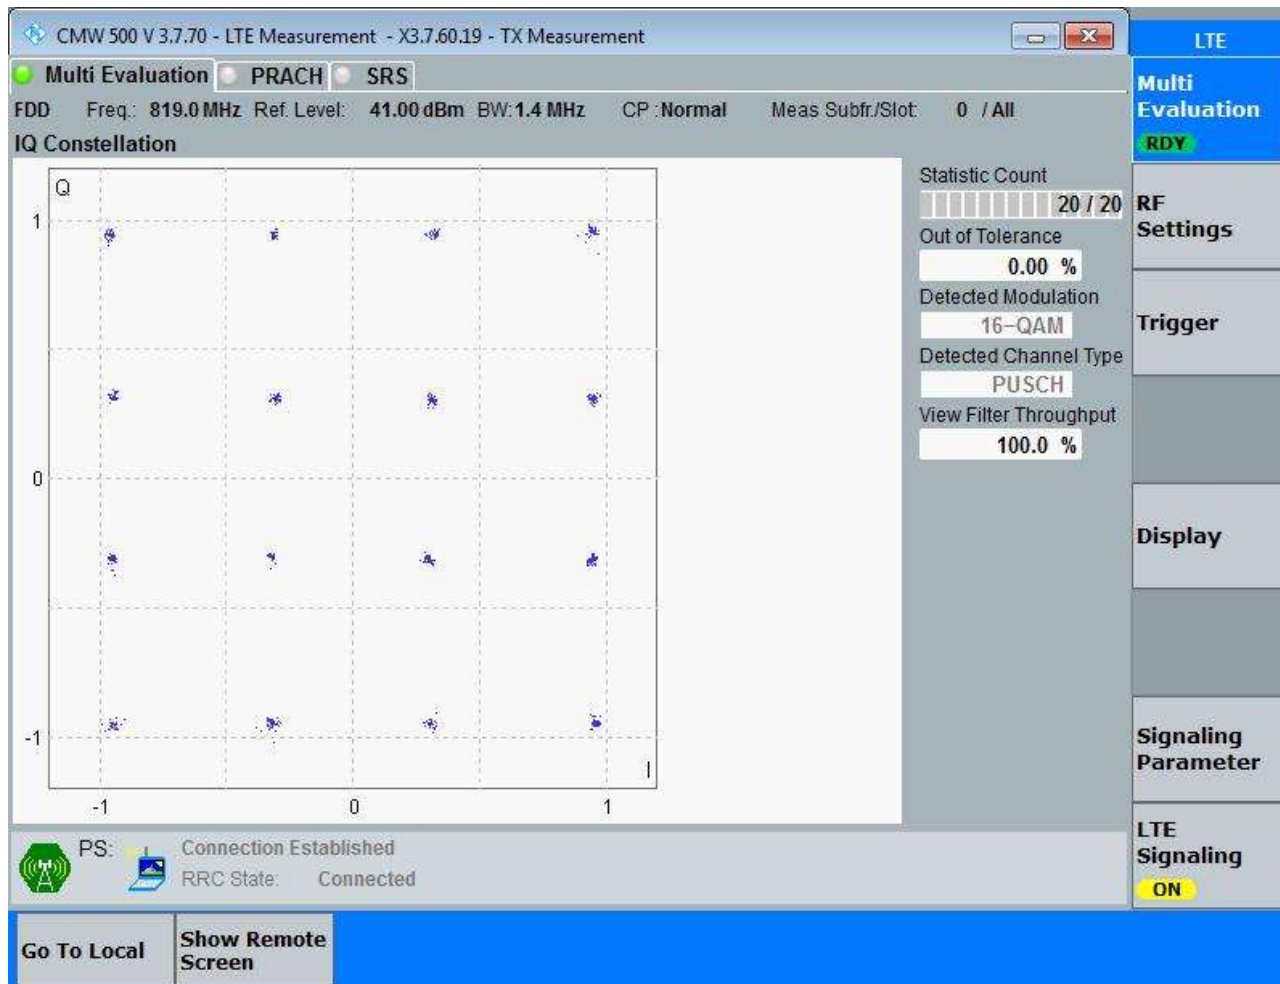 CMW 500 V 3.7.70 - LTE Measurement - X3.7.60.19 - TX Measurement
LTE
Multi Evaluation PRACH SRS
FDD Freq.: 819.0 MHz Ref. Level: 41.00 dBm BW: 1.4 MHz CP : Normal Meas Subfr./Slot: 0 / All
IQ Constellation
Q
1
0
-1
I
-1 0 1
Statistic Count
20 / 20
Out of Tolerance
0.00 %
Detected Modulation
16-QAM
Detected Channel Type
PUSCH
View Filter Throughput
100.0 %
Multi
Evaluation
RDY
RF
Settings
Trigger
Display
Signaling
Parameter
LTE
Signaling
ON
PS: Connection Established
RRC State: Connected
Go To Local
Show Remote
Screen